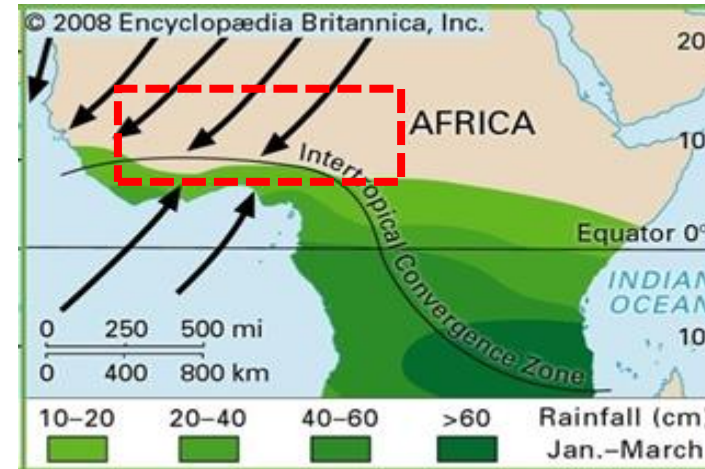 © 2008 Encyclopædia Britannica, Inc.
20
AFRICA
10
Intertropical Convergence Zone
Equator 0°
INDIAN
OCEAN
0 250 500 mi
0 400 800 km
10
10–20 20–40 40–60 >60 Rainfall (cm)
Jan.–March